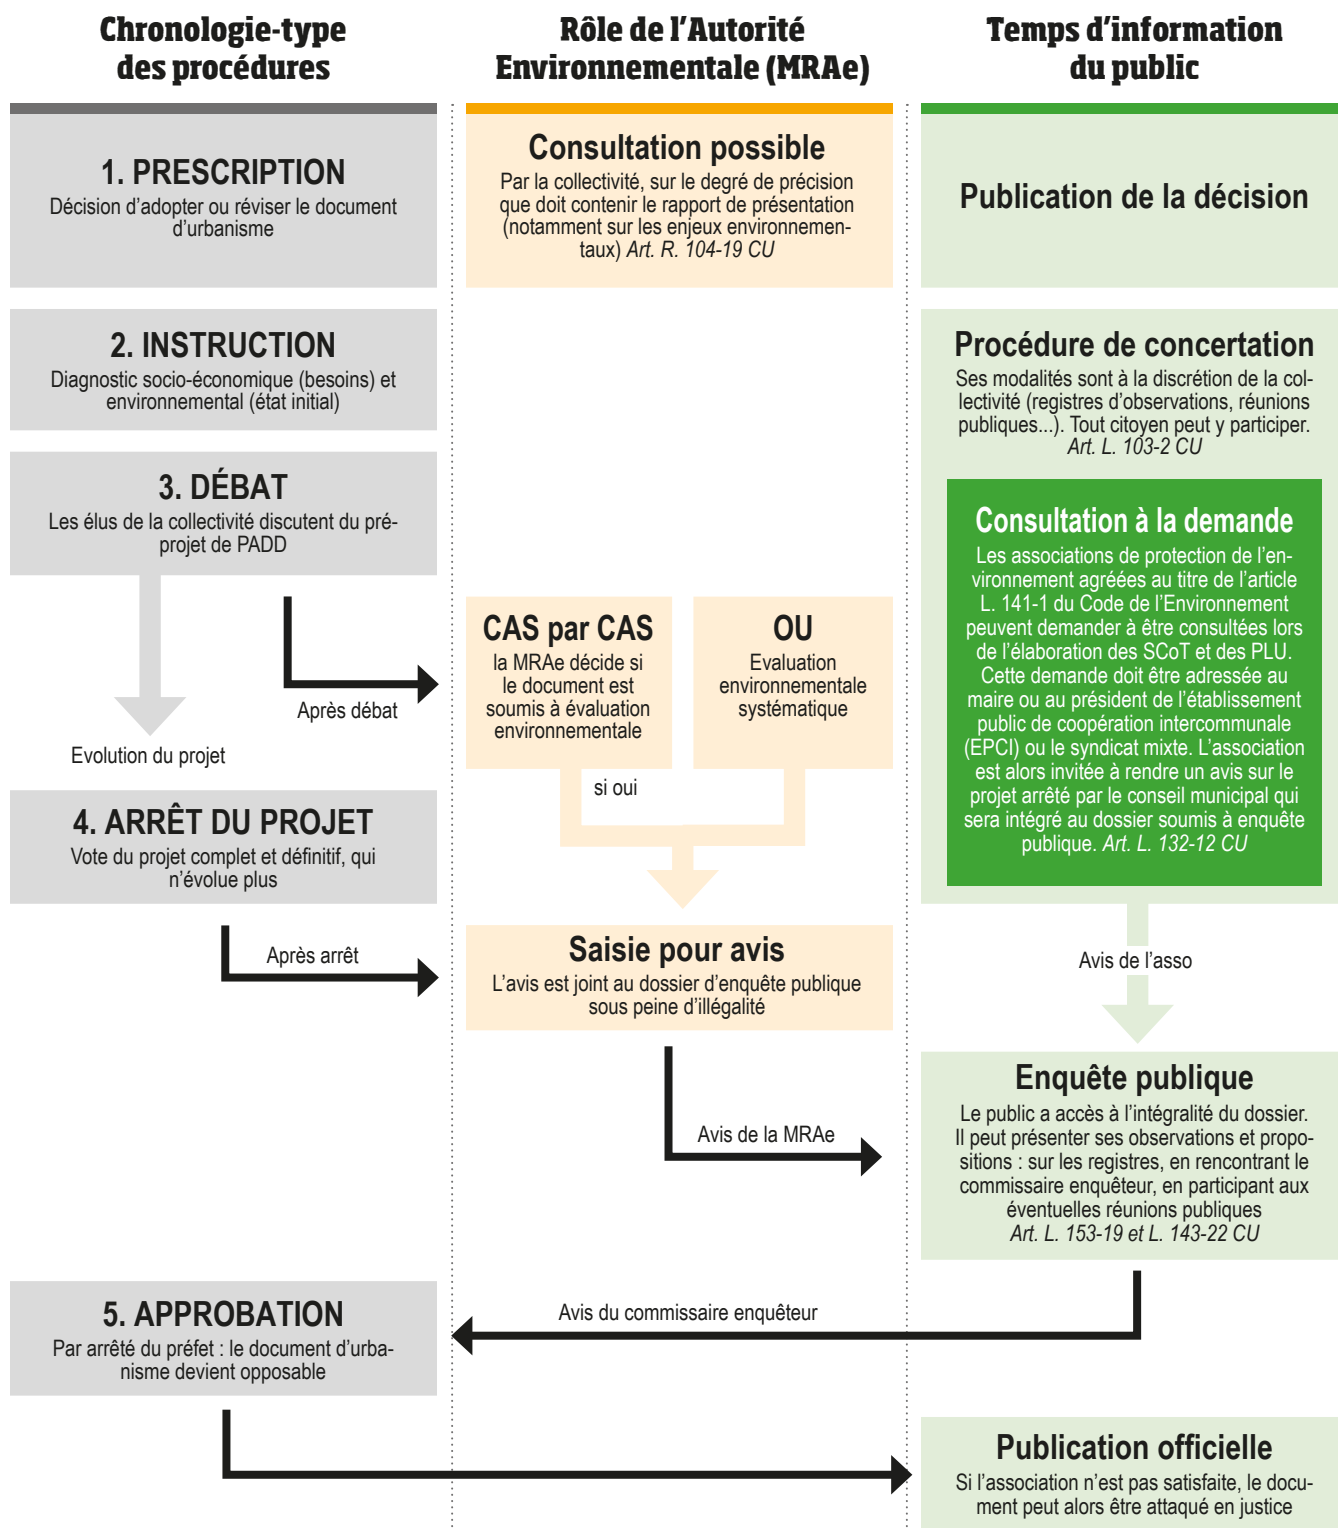 Chronologie-type
des procédures
Rôle de l'Autorité
Environnementale (MRAe)
Temps d'information
du public
1. PRESCRIPTION
Décision d'adopter ou réviser le document
d'urbanisme
Consultation possible
Par la collectivité, sur le degré de précision
que doit contenir le rapport de présentation
(notamment sur les enjeux environnemen-
taux) Art. R. 104-19 CU
Publication de la décision
2. INSTRUCTION
Diagnostic socio-économique (besoins) et
environnemental (état initial)
Procédure de concertation
Ses modalités sont à la discrétion de la col-
lectivité (registres d'observations, réunions
publiques...). Tout citoyen peut y participer.
Art. L. 103-2 CU
3. DÉBAT
Les élus de la collectivité discutent du pré-
projet de PADD
Consultation à la demande
Les associations de protection de l'en-
vironnement agréées au titre de l'article
L. 141-1 du Code de l'Environnement
peuvent demander à être consultées lors
de l'élaboration des SCoT et des PLU.
Cette demande doit être adressée au
maire ou au président de l'établissement
public de coopération intercommunale
(EPCI) ou le syndicat mixte. L'association
est alors invitée à rendre un avis sur le
projet arrêté par le conseil municipal qui
sera intégré au dossier soumis à enquête
publique. Art. L. 132-12 CU
Après débat
Evolution du projet
CAS par CAS
la MRAe décide si
le document est
soumis à évaluation
environnementale
OU
Evaluation
environnementale
systématique
si oui
4. ARRÊT DU PROJET
Vote du projet complet et définitif, qui
n'évolue plus
Après arrêt
Saisie pour avis
L'avis est joint au dossier d'enquête publique
sous peine d'illégalité
Avis de l'asso
Avis de la MRAe
Enquête publique
Le public a accès à l'intégralité du dossier.
Il peut présenter ses observations et propo-
sitions : sur les registres, en rencontrant le
commissaire enquêteur, en participant aux
éventuelles réunions publiques
Art. L. 153-19 et L. 143-22 CU
5. APPROBATION
Par arrêté du préfet : le document d'urba-
nisme devient opposable
Avis du commissaire enquêteur
Publication officielle
Si l'association n'est pas satisfaite, le docu-
ment peut alors être attaqué en justice